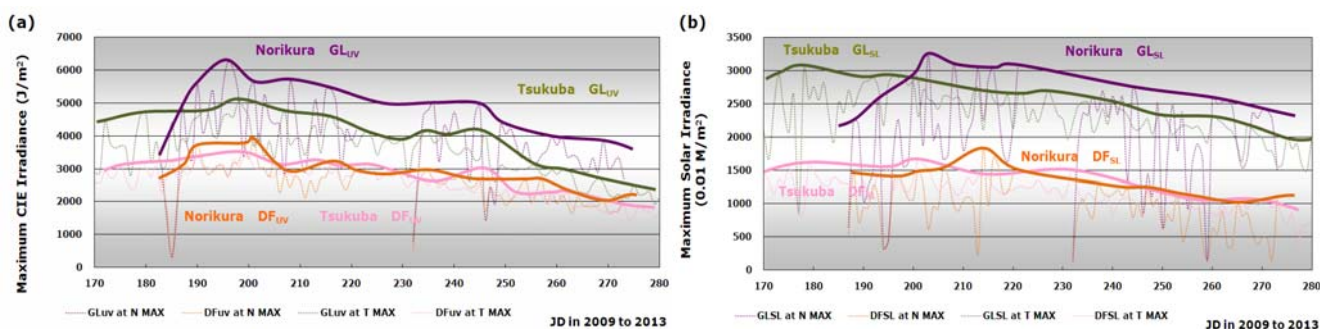 (a)
Maximum CIE Irradiance (J/m²)
7000
6000
5000
4000
3000
2000
1000
0
Norikura GL_UV
Tsukuba GL_UV
Norikura DF_UV
Tsukuba DF_UV
170 180 190 200 210 220 230 240 250 260 270 280
GLuv at N MAX DFuv at N MAX GLuv at T MAX DFuv at T MAX
JD in 2009 to 2013
(b)
Maximum Solar Irradiance
(0.01 M/m²)
3500
3000
2500
2000
1500
1000
500
0
Tsukuba GL_SL
Norikura GL_SL
Norikura DF_SL
Tsukuba DF
170 180 190 200 210 220 230 240 250 260 270 280
GLSL at N MAX DFSL at N MAX GLSL at T MAX DFSL at T MAX
JD in 2009 to 2013